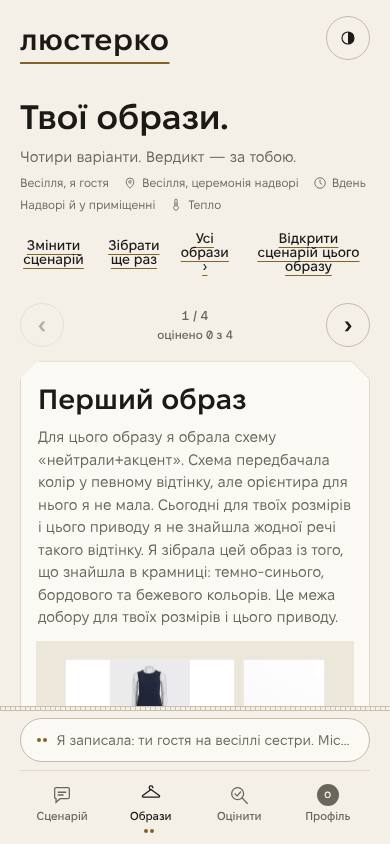 люстерко
Твої образи.
Чотири варіанти. Вердикт — за тобою.
Весілля, я гостя Весілля, церемонія надворі Вдень
Надворі й у приміщенні Тепло
Змінити сценарій
Зібрати ще раз
Усі образи ›
Відкрити сценарій цього образу
‹
1 / 4
оцінено 0 з 4
›
Перший образ
Для цього образу я обрала схему
«нейтрали+акцент». Схема передбачала
колір у певному відтінку, але орієнтира для
нього я не мала. Сьогодні для твоїх розмірів
і цього приводу я не знайшла жодної речі
такого відтінку. Я зібрала цей образ із того,
що знайшла в крамниці: темно-синього,
бордового та бежевого кольорів. Це межа
добору для твоїх розмірів і цього приводу.
Я записала: ти гостя на весіллі сестри. Міс...
Сценарій
Образи
Оцінити
О
Профіль